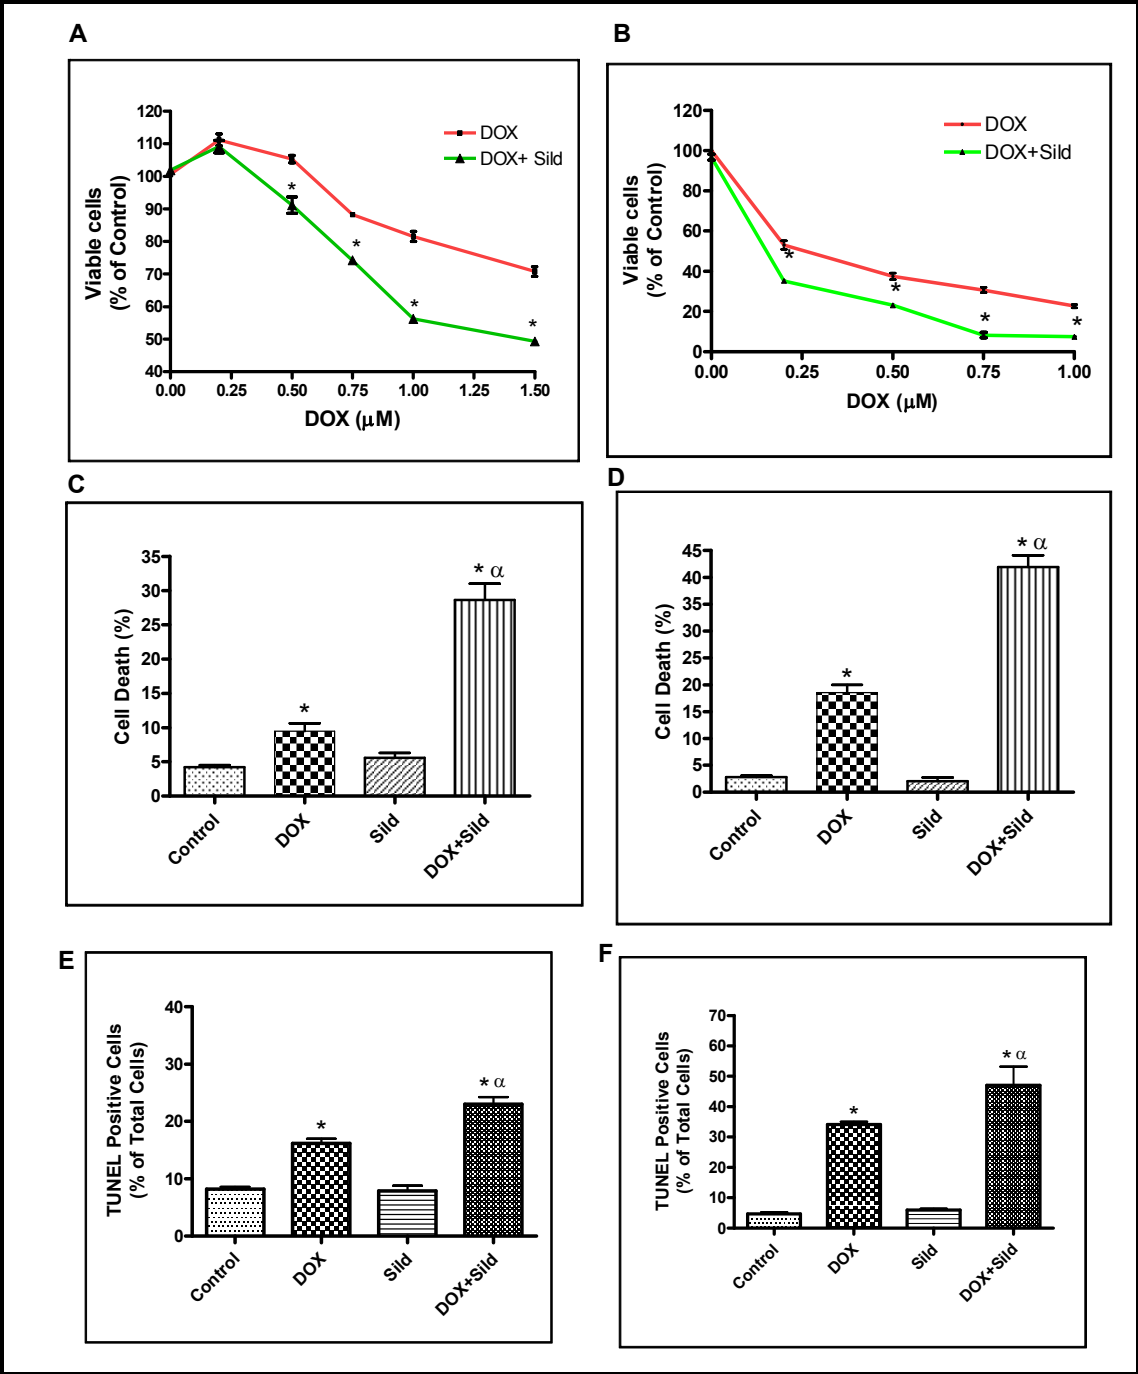 A
120
110
100
90
80
70
60
50
40
Viable cells
(% of Control)
DOX
DOX+ Sild
*
*
*
*
0.00 0.25 0.50 0.75 1.00 1.25 1.50
DOX (μM)
B
120
100
80
60
40
20
0
Viable cells
(% of Control)
DOX
DOX+Sild
*
*
*
*
0.00 0.25 0.50 0.75 1.00
DOX (μM)
C
35
30
25
20
15
10
5
0
Cell Death (%)
*
* α
Control DOX Sild DOX+Sild
D
45
40
35
30
25
20
15
10
5
0
Cell Death (%)
*
* α
Control DOX Sild DOX+Sild
E
40
30
20
10
0
TUNEL Positive Cells
(% of Total Cells)
*
* α
Control DOX Sild DOX+Sild
F
70
60
50
40
30
20
10
0
TUNEL Positive Cells
(% of Total Cells)
*
* α
Control DOX Sild DOX+Sild